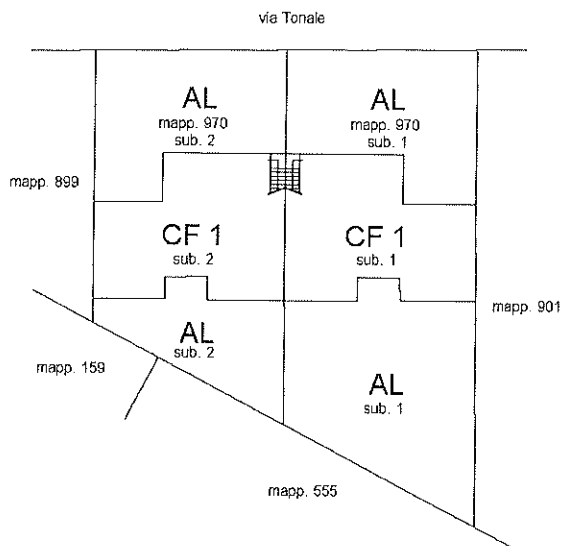 via Tonale
AL
mapp. 970
sub. 2
AL
mapp. 970
sub. 1
mapp. 899
CF 1
sub. 2
CF 1
sub. 1
mapp. 901
AL
sub. 2
mapp. 159
AL
sub. 1
mapp. 555